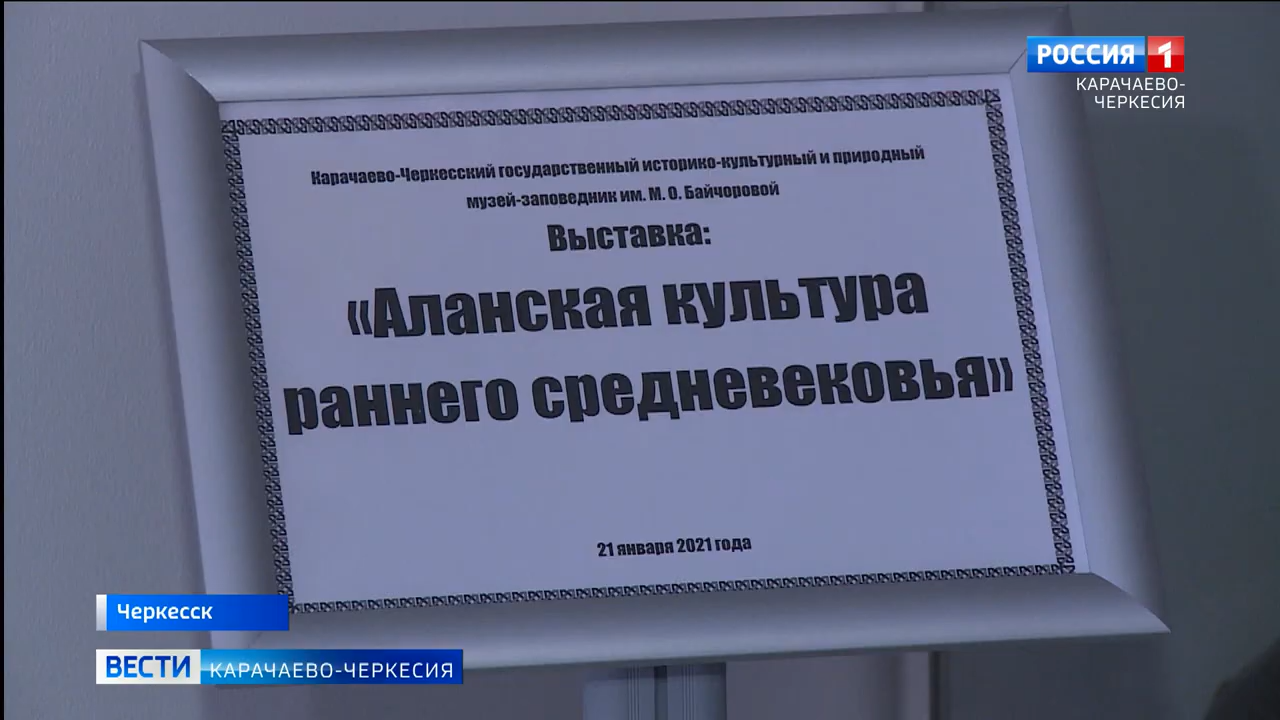 РОССИЯ 1
КАРАЧАЕВО-
ЧЕРКЕСИЯ
Карачаево-Черкесский государственный историко-культурный и природный
музей-заповедник им. М. О. Байчоровой
Выставка:
«Аланская культура
раннего средневековья»
21 января 2021 года
Черкесск
ВЕСТИ КАРАЧАЕВО-ЧЕРКЕСИЯ